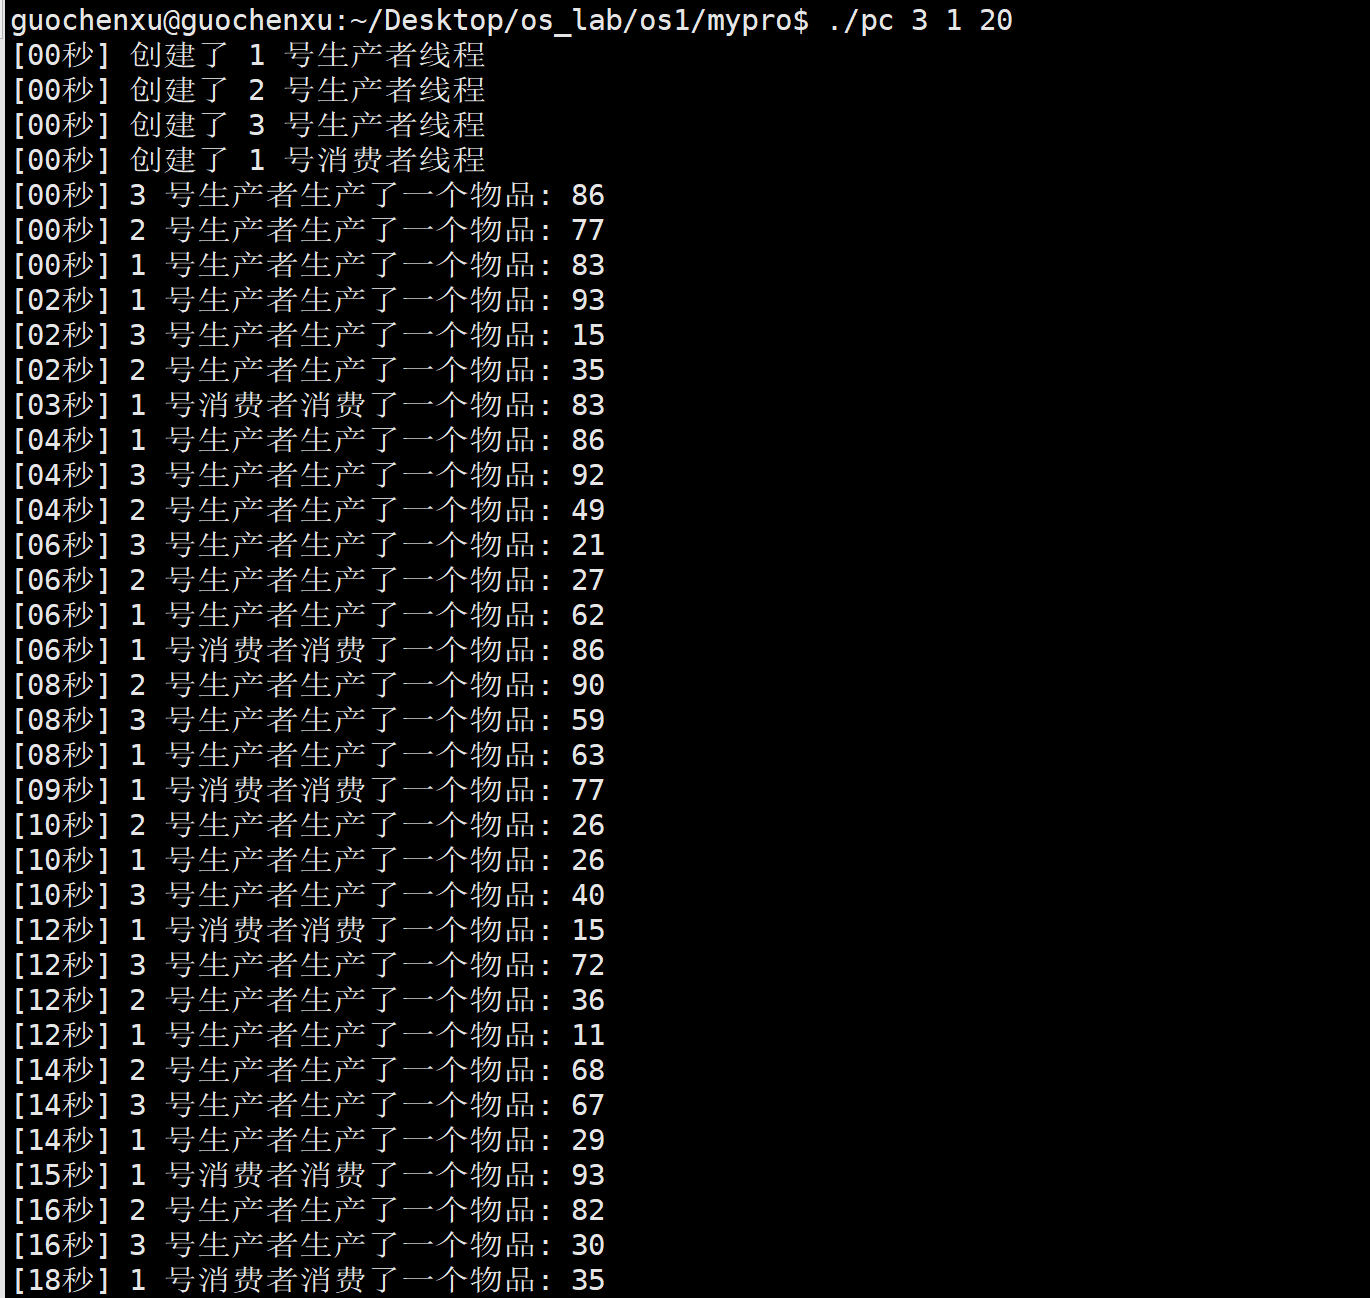 guochenxu@guochenxu:~/Desktop/os_lab/os1/mypro$ ./pc 3 1 20
[00秒] 创建了 1 号生产者线程
[00秒] 创建了 2 号生产者线程
[00秒] 创建了 3 号生产者线程
[00秒] 创建了 1 号消费者线程
[00秒] 3 号生产者生产了一个物品: 86
[00秒] 2 号生产者生产了一个物品: 77
[00秒] 1 号生产者生产了一个物品: 83
[02秒] 1 号生产者生产了一个物品: 93
[02秒] 3 号生产者生产了一个物品: 15
[02秒] 2 号生产者生产了一个物品: 35
[03秒] 1 号消费者消费了一个物品: 83
[04秒] 1 号生产者生产了一个物品: 86
[04秒] 3 号生产者生产了一个物品: 92
[04秒] 2 号生产者生产了一个物品: 49
[06秒] 3 号生产者生产了一个物品: 21
[06秒] 2 号生产者生产了一个物品: 27
[06秒] 1 号生产者生产了一个物品: 62
[06秒] 1 号消费者消费了一个物品: 86
[08秒] 2 号生产者生产了一个物品: 90
[08秒] 3 号生产者生产了一个物品: 59
[08秒] 1 号生产者生产了一个物品: 63
[09秒] 1 号消费者消费了一个物品: 77
[10秒] 2 号生产者生产了一个物品: 26
[10秒] 1 号生产者生产了一个物品: 26
[10秒] 3 号生产者生产了一个物品: 40
[12秒] 1 号消费者消费了一个物品: 15
[12秒] 3 号生产者生产了一个物品: 72
[12秒] 2 号生产者生产了一个物品: 36
[12秒] 1 号生产者生产了一个物品: 11
[14秒] 2 号生产者生产了一个物品: 68
[14秒] 3 号生产者生产了一个物品: 67
[14秒] 1 号生产者生产了一个物品: 29
[15秒] 1 号消费者消费了一个物品: 93
[16秒] 2 号生产者生产了一个物品: 82
[16秒] 3 号生产者生产了一个物品: 30
[18秒] 1 号消费者消费了一个物品: 35